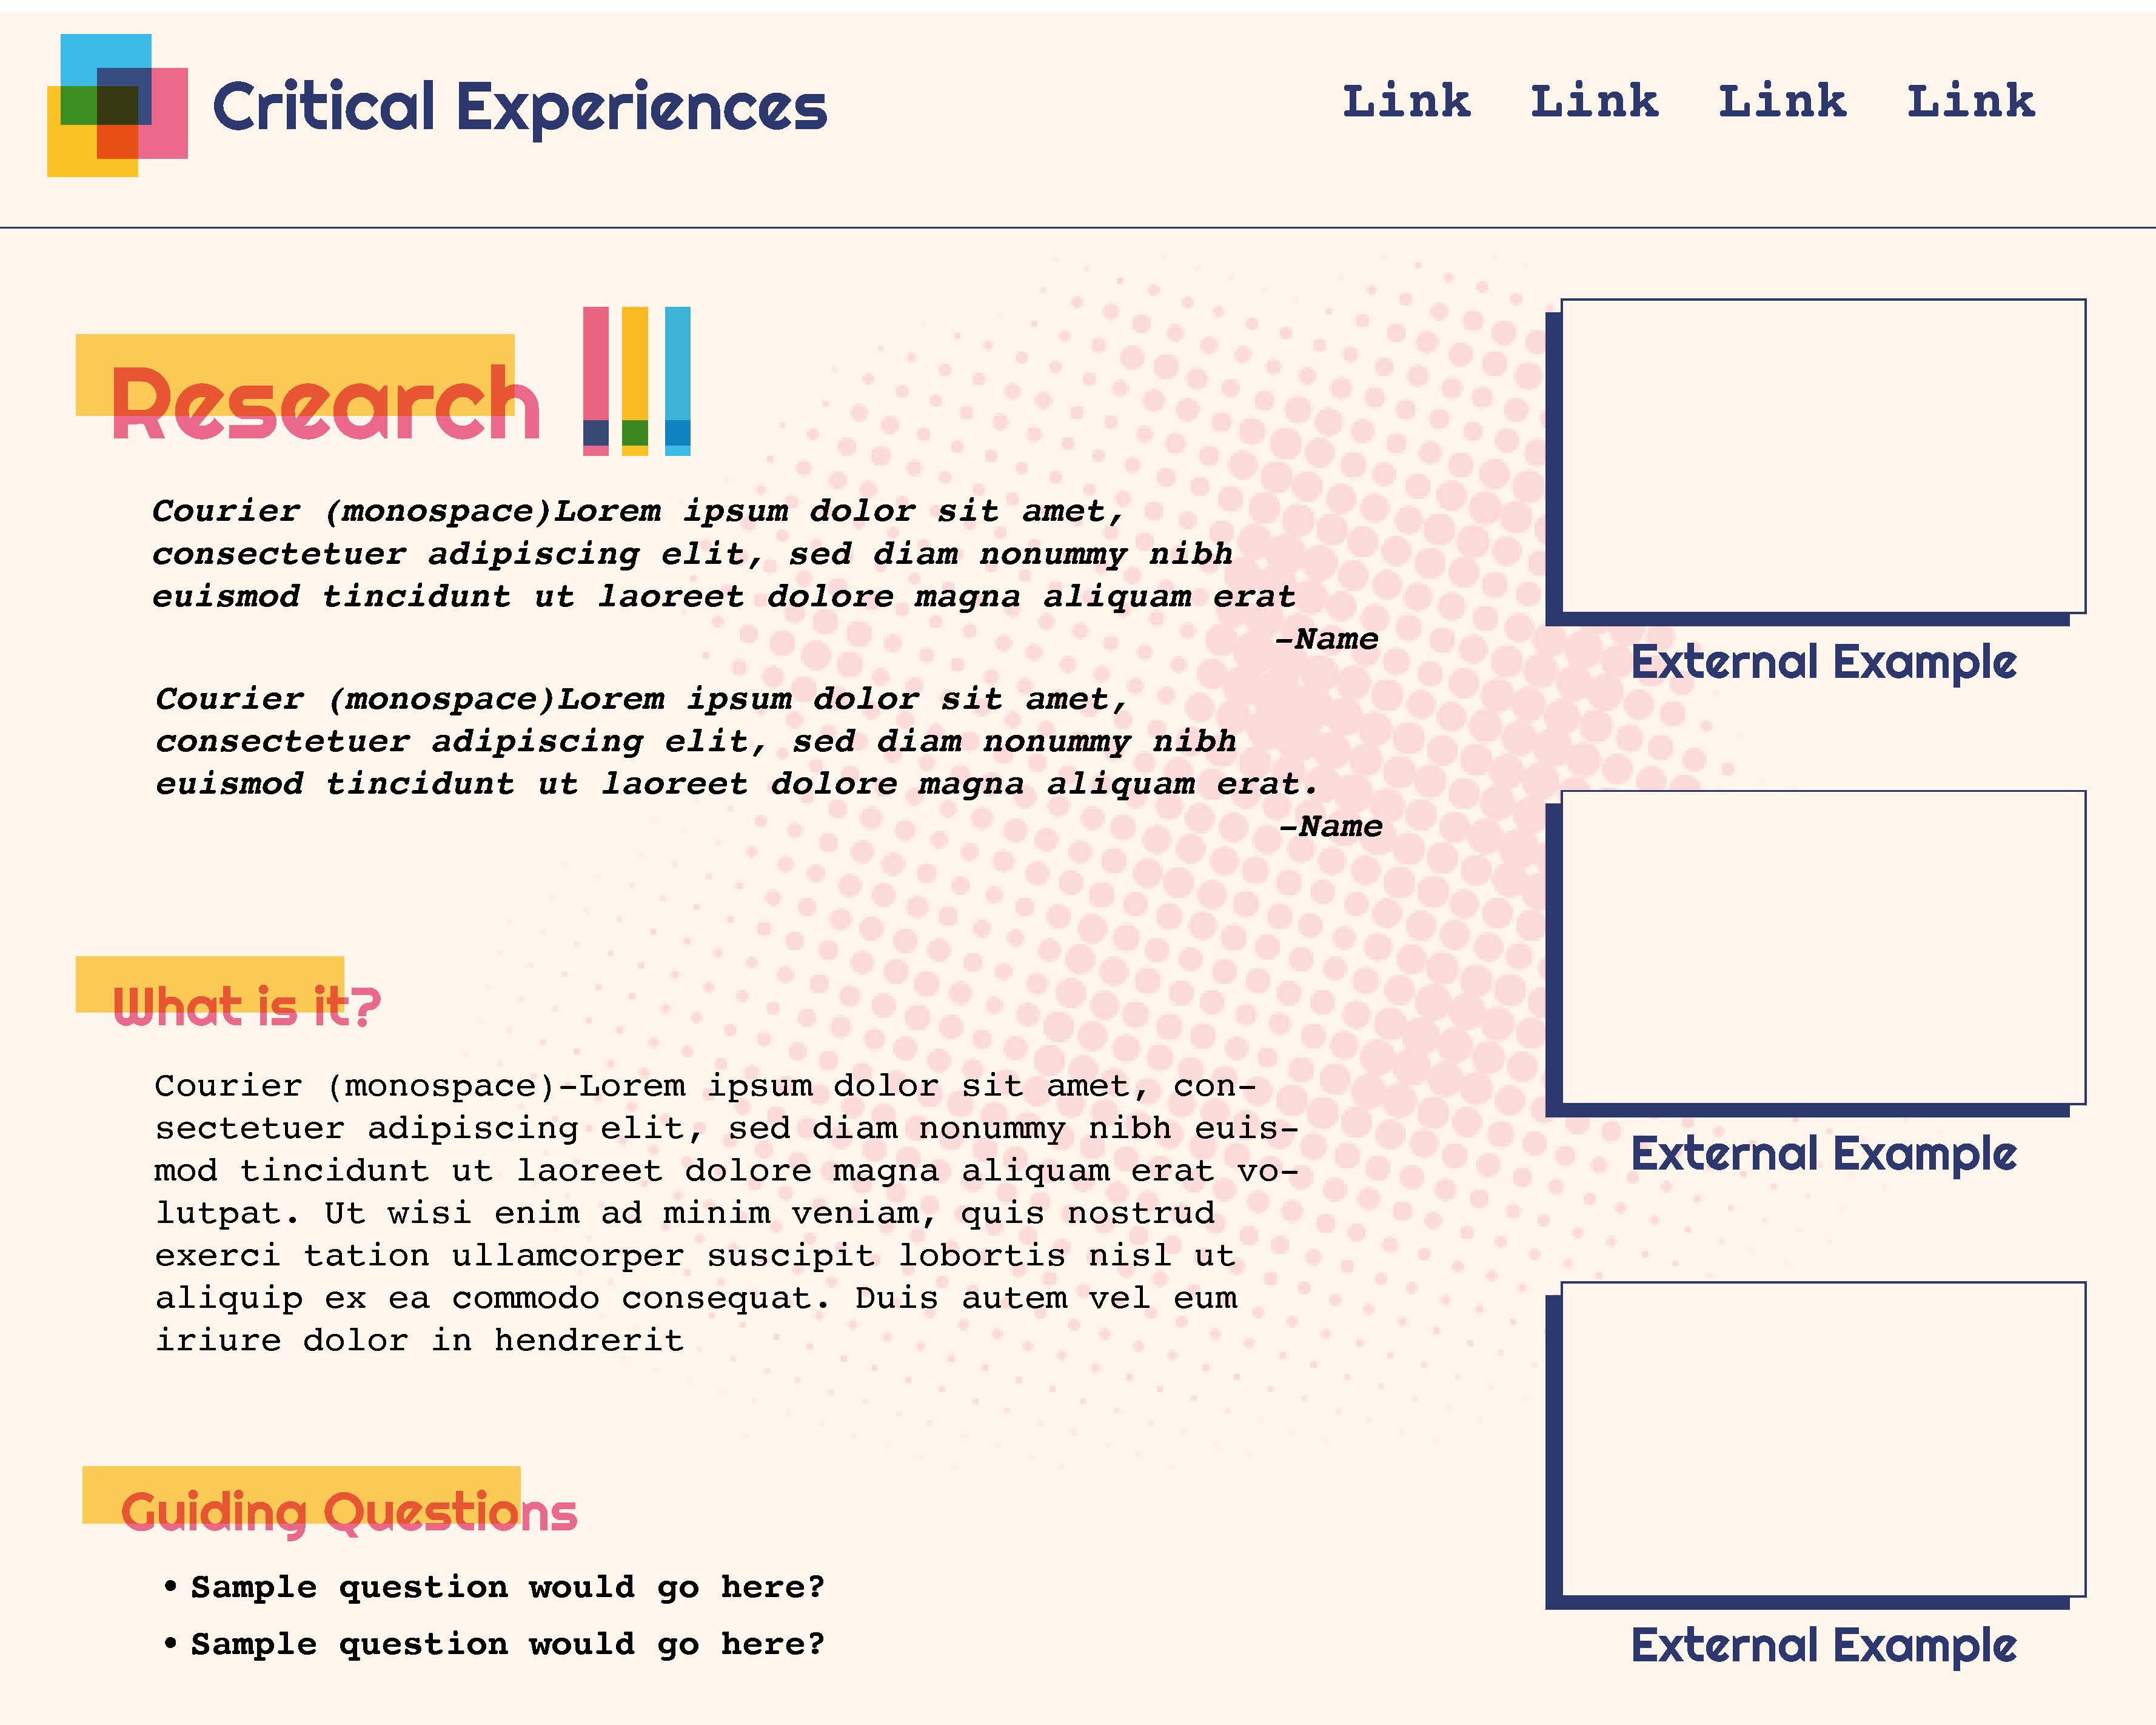 Critical Experiences
Link Link Link Link
Research
Courier (monospace)Lorem ipsum dolor sit amet,
consectetuer adipiscing elit, sed diam nonummy nibh
euismod tincidunt ut laoreet dolore magna aliquam erat
-Name
Courier (monospace)Lorem ipsum dolor sit amet,
consectetuer adipiscing elit, sed diam nonummy nibh
euismod tincidunt ut laoreet dolore magna aliquam erat.
-Name
What is it?
Courier (monospace)-Lorem ipsum dolor sit amet, con-
sectetuer adipiscing elit, sed diam nonummy nibh euis-
mod tincidunt ut laoreet dolore magna aliquam erat vo-
lutpat. Ut wisi enim ad minim veniam, quis nostrud
exerci tation ullamcorper suscipit lobortis nisl ut
aliquip ex ea commodo consequat. Duis autem vel eum
iriure dolor in hendrerit
Guiding Questions
• Sample question would go here?
• Sample question would go here?
External Example
External Example
External Example